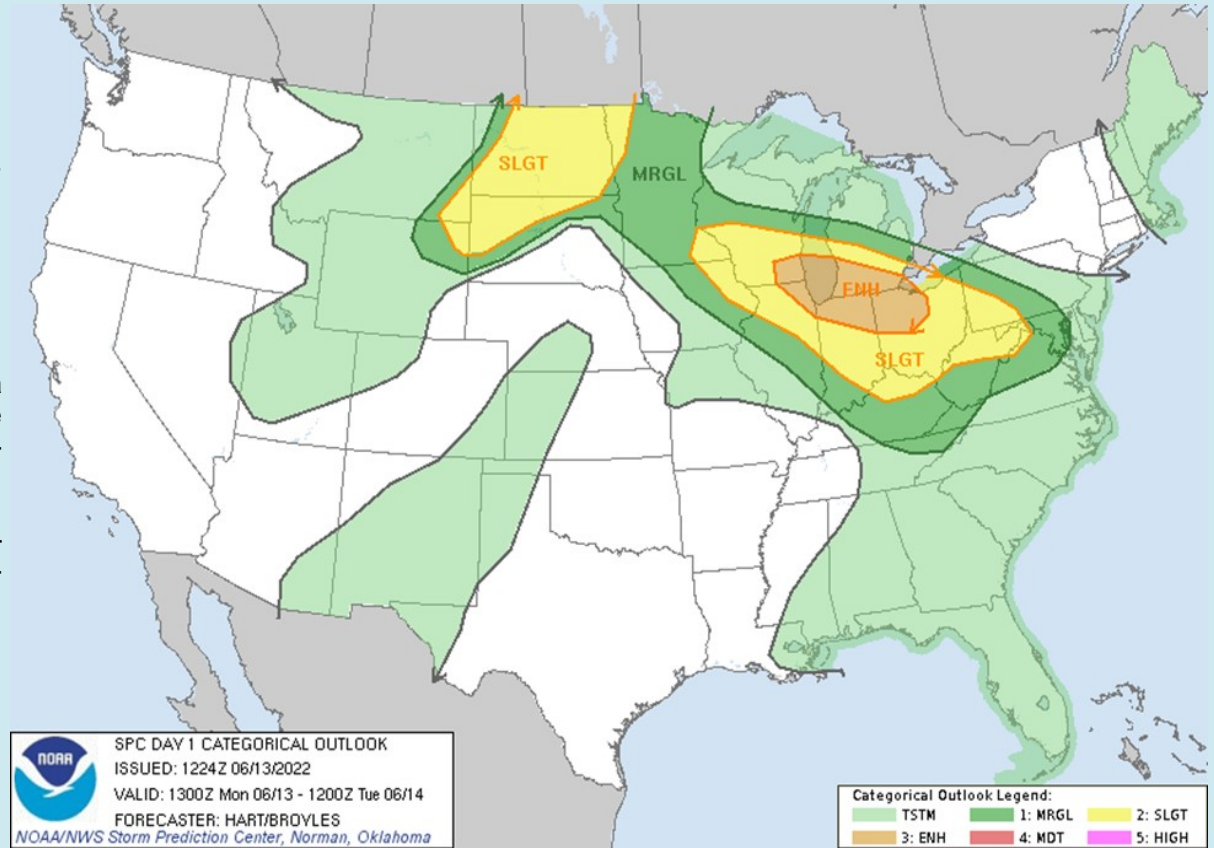 SLGT
MRGL
ENH
SLGT
NOAA
SPC DAY 1 CATEGORICAL OUTLOOK
ISSUED: 1224Z 06/13/2022
VALID: 1300Z Mon 06/13 - 1200Z Tue 06/14
FORECASTER: HART/BROYLES
NOAA/NWS Storm Prediction Center, Norman, Oklahoma
Categorical Outlook Legend:
TSTM 1: MRGL 2: SLGT
3: ENH 4: MDT 5: HIGH